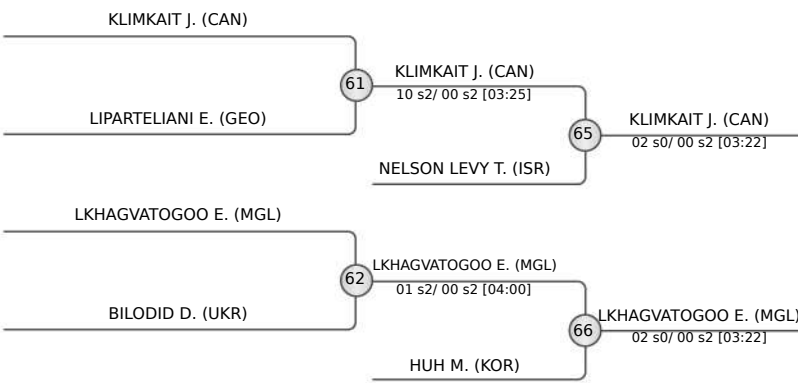 KLIMKAIT J. (CAN)
61
KLIMKAIT J. (CAN)
10 s2/ 00 s2 [03:25]
LIPARTELIANI E. (GEO)
65
KLIMKAIT J. (CAN)
02 s0/ 00 s2 [03:22]
NELSON LEVY T. (ISR)
LKHAGVATOGOO E. (MGL)
62
LKHAGVATOGOO E. (MGL)
01 s2/ 00 s2 [04:00]
BILODID D. (UKR)
66
LKHAGVATOGOO E. (MGL)
02 s0/ 00 s2 [03:22]
HUH M. (KOR)